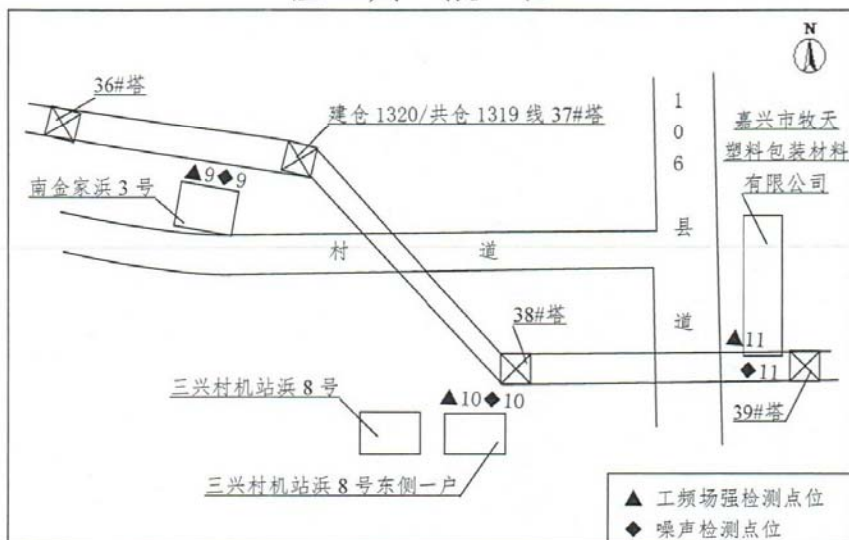 N
36#塔
建仓 1320/共仓 1319 线 37#塔
106县道
嘉兴市牧天
塑料包装材料
有限公司
▲9 ◆9
南金家浜 3 号
村 道
38#塔
▲11
◆11
39#塔
三兴村机站浜 8 号
▲10 ◆10
三兴村机站浜 8 号东侧一户
▲ 工频场强检测点位
◆ 噪声检测点位